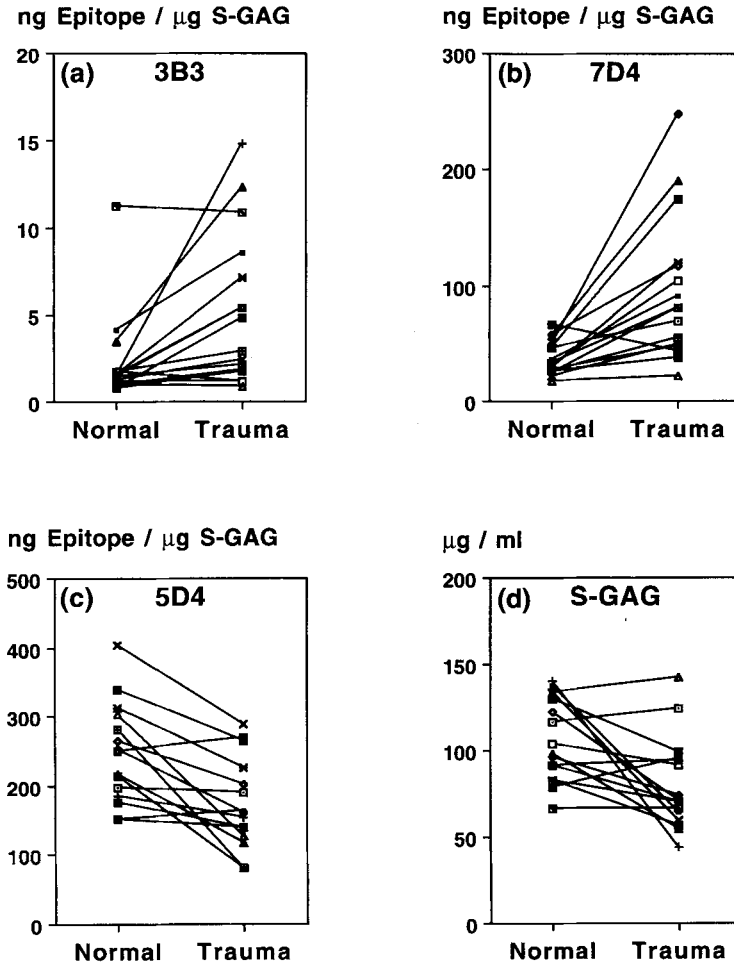 ng Epitope / μg S-GAG
(a) 3B3
20
15
10
5
0
Normal Trauma
ng Epitope / μg S-GAG
(b) 7D4
300
200
100
0
Normal Trauma
ng Epitope / μg S-GAG
(c) 5D4
500
400
300
200
100
0
Normal Trauma
μg / ml
(d) S-GAG
200
150
100
50
0
Normal Trauma